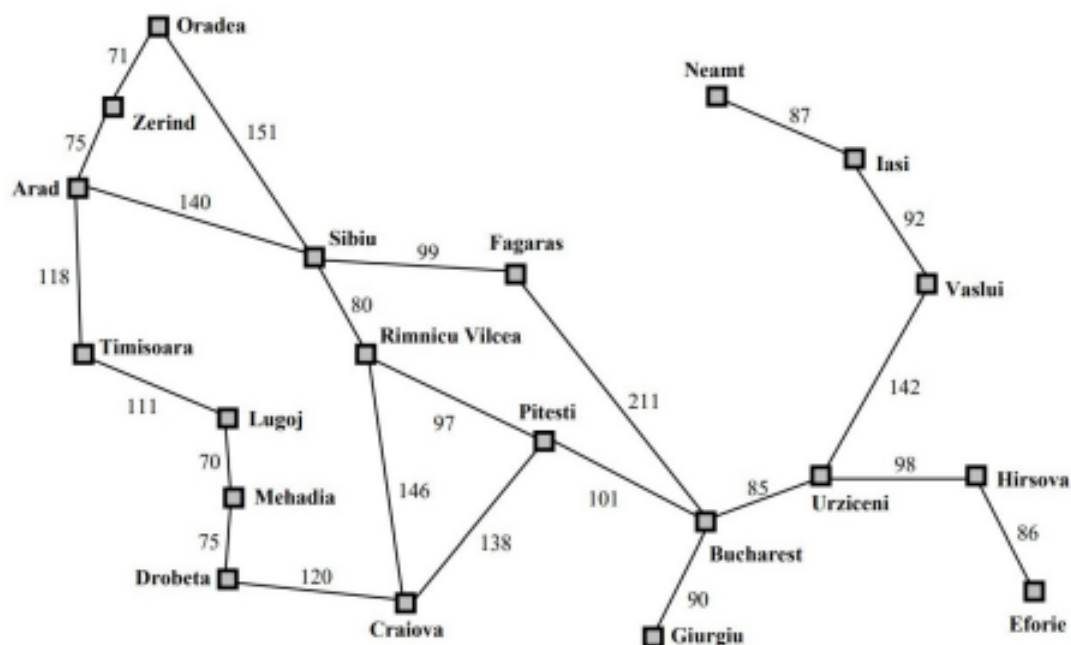 Oradea
71
Neamt
87
Zerind
151
75
Iasi
Arad
140
92
Sibiu
99
Fagaras
118
Vaslui
80
Timisoara
Rimnicu Vilcea
142
111
211
Lugoj
97
Pitesti
70
98
Hirsova
Mehadia
146
101
85
Urziceni
86
75
138
Bucharest
Drobeta
120
90
Craiova
Giurgiu
Eforie